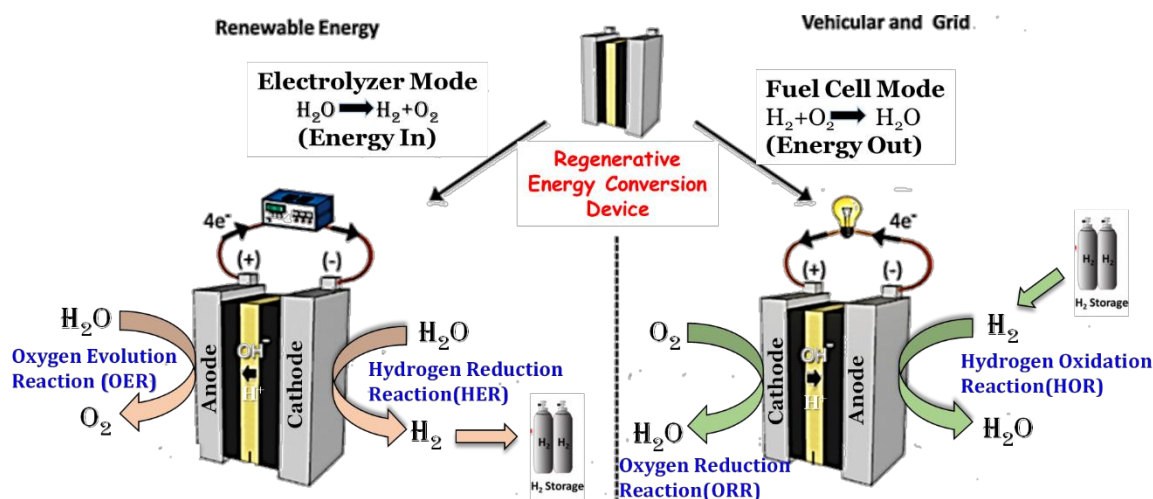 Renewable Energy
Vehicular and Grid
Electrolyzer Mode
H₂O → H₂+O₂
(Energy In)
Fuel Cell Mode
H₂+O₂ → H₂O
(Energy Out)
Regenerative
Energy Conversion
Device
4e⁻
(+)
(-)
H₂O
Oxygen Evolution
Reaction (OER)
O₂
Anode
OH⁻
H⁺
Cathode
H₂O
Hydrogen Reduction
Reaction(HER)
H₂
H₂
H₂
H₂ Storage
4e⁻
(+)
(-)
H₂
H₂
H₂ Storage
O₂
Cathode
OH⁻
H⁺
Anode
H₂
Hydrogen Oxidation
Reaction(HOR)
H₂O
H₂O
Oxygen Reduction
Reaction(ORR)